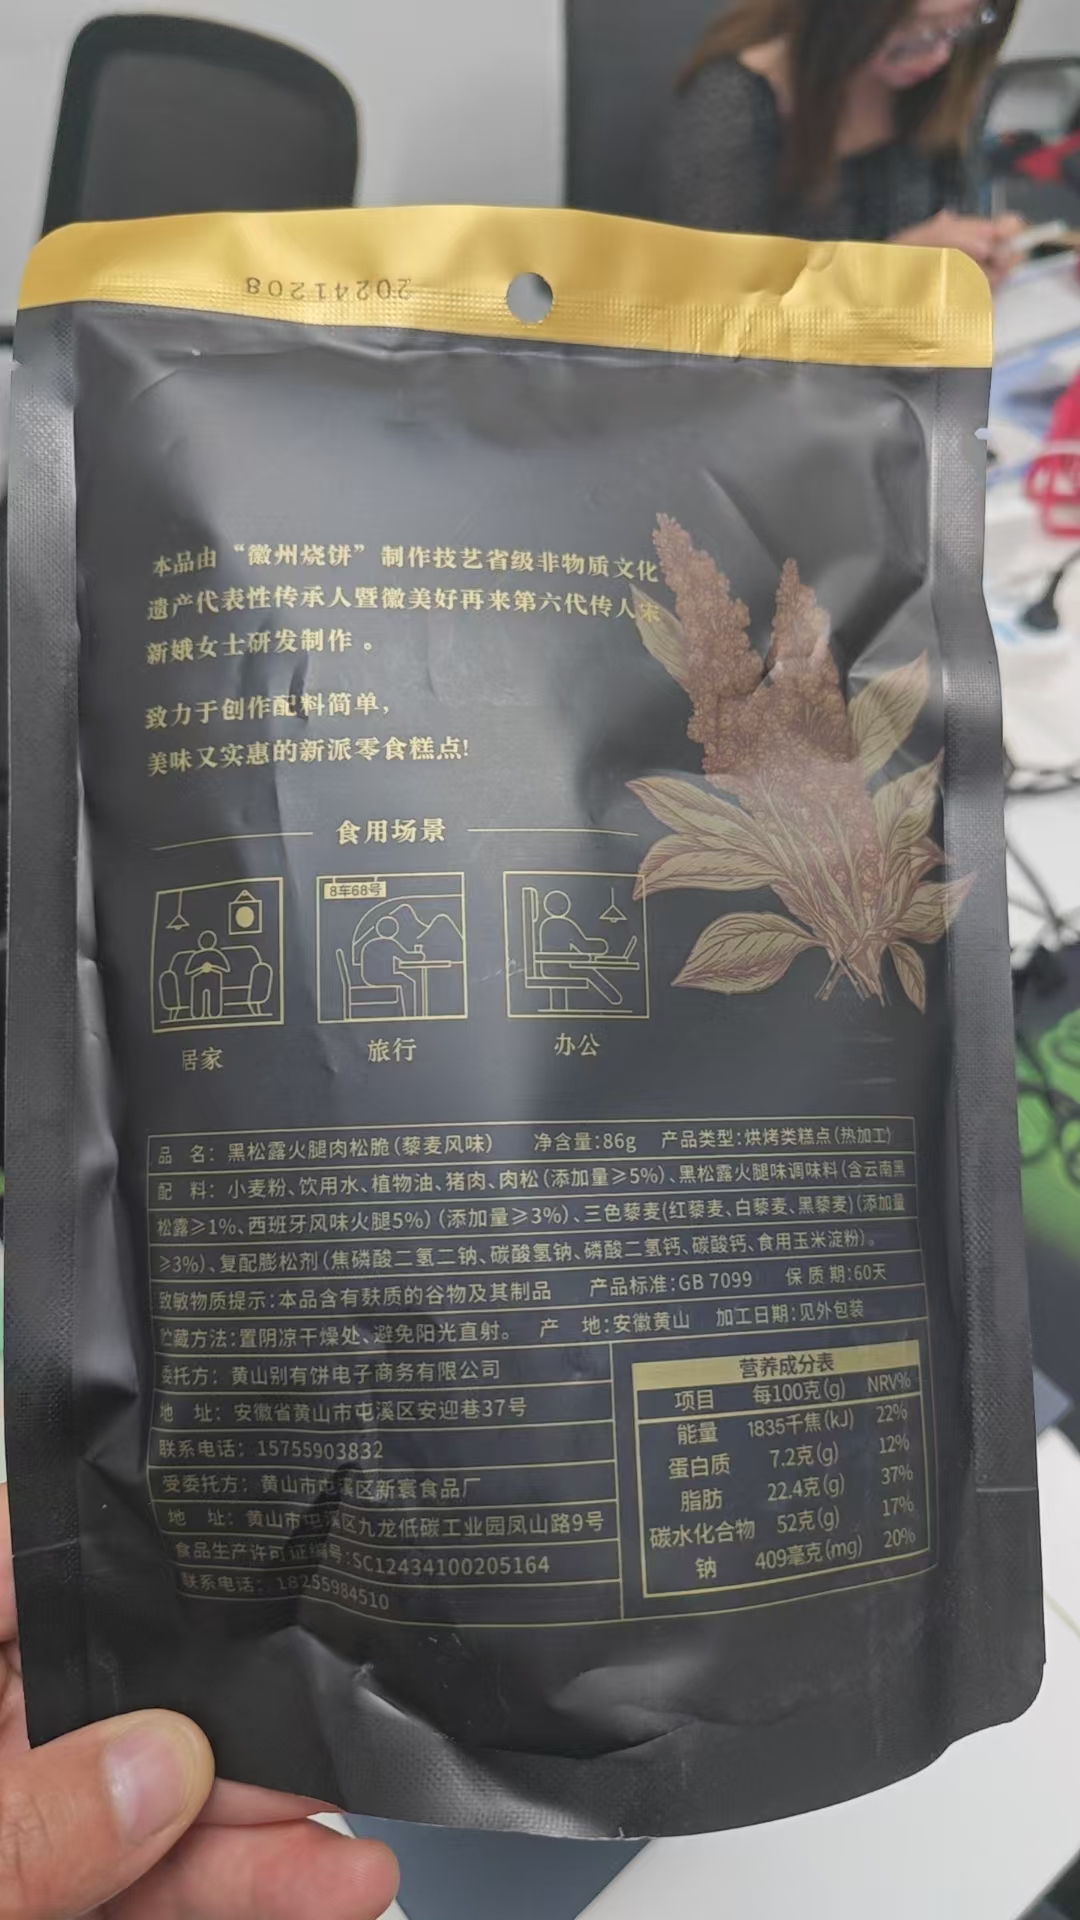 20241208
本品由“徽州烧饼”制作技艺省级非物质文化
遗产代表性传承人暨徽美好再来第六代传人宋
新娥女士研发制作。
致力于创作配料简单，
美味又实惠的新派零食糕点!
食用场景
8车68号
居家 旅行 办公
品 名：黑松露火腿肉松脆(藜麦风味) 净含量:86g 产品类型:烘烤类糕点(热加工)
配 料：小麦粉、饮用水、植物油、猪肉、肉松(添加量≥5%)、黑松露火腿味调味料(含云南黑
松露≥1%、西班牙风味火腿5%)(添加量≥3%)、三色藜麦(红藜麦、白藜麦、黑藜麦)(添加量
≥3%)、复配膨松剂(焦磷酸二氢二钠、碳酸氢钠、磷酸二氢钙、碳酸钙、食用玉米淀粉)。
致敏物质提示:本品含有麸质的谷物及其制品 产品标准:GB 7099 保质期:60天
贮藏方法:置阴凉干燥处、避免阳光直射。 产 地:安徽黄山 加工日期:见外包装
委托方：黄山别有饼电子商务有限公司
地 址：安徽省黄山市屯溪区安迎巷37号
联系电话：15755903832
受委托方：黄山市屯溪区新寰食品厂
地 址：黄山市屯溪区九龙低碳工业园凤山路9号
食品生产许可证编号:SC12434100205164
联系电话：18255984510
营养成分表
项目 每100克(g) NRV%
能量 1835千焦(kJ) 22%
蛋白质 7.2克(g) 12%
脂肪 22.4克(g) 37%
碳水化合物 52克(g) 17%
钠 409毫克(mg) 20%